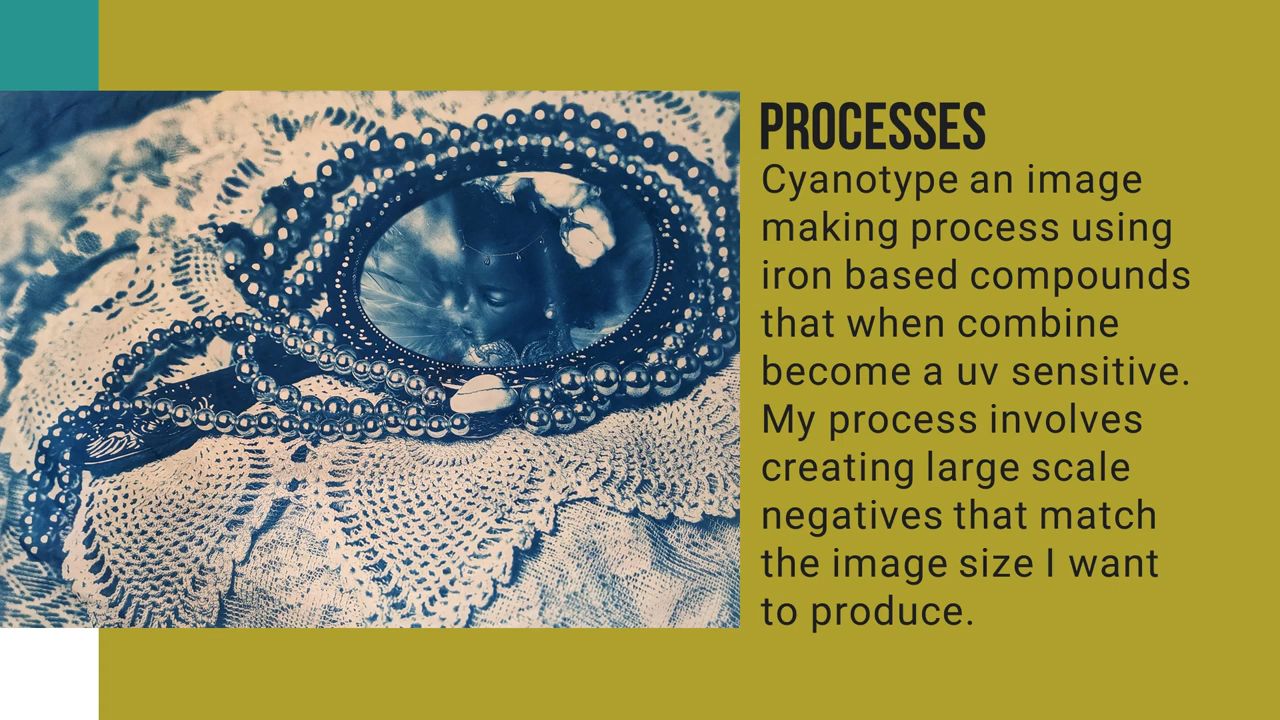 PROCESSES
Cyanotype an image
making process using
iron based compounds
that when combine
become a uv sensitive.
My process involves
creating large scale
negatives that match
the image size I want
to produce.